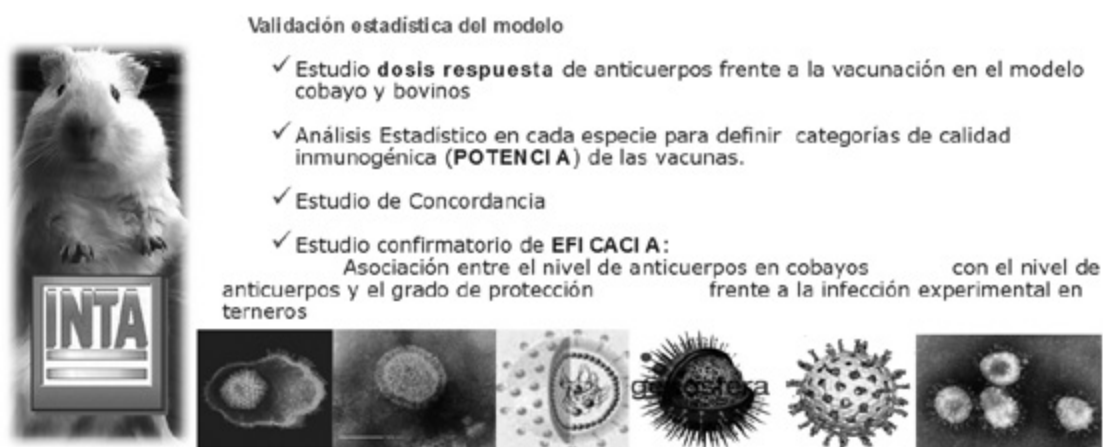 Validación estadística del modelo
✓ Estudio dosis respuesta de anticuerpos frente a la vacunación en el modelo
cobayo y bovinos
✓ Análisis Estadístico en cada especie para definir categorías de calidad
inmunogénica (POTENCIA) de las vacunas.
✓ Estudio de Concordancia
✓ Estudio confirmatorio de EFICACIA:
Asociación entre el nivel de anticuerpos en cobayos con el nivel de
anticuerpos y el grado de protección frente a la infección experimental en
terneros
INTA